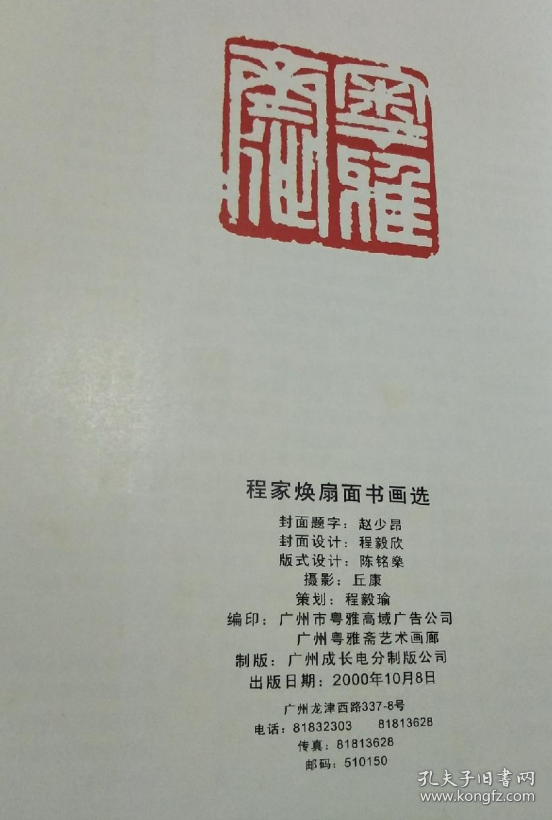 粤雅斋
程家焕扇面书画选
封面题字：赵少昂
封面设计：程毅欣
版式设计：陈铭燊
摄影：丘康
策划：程毅瑜
编印：广州市粤雅高域广告公司
广州粤雅斋艺术画廊
制版：广州成长电分制版公司
出版日期：2000年10月8日
广州龙津西路337-8号
电话：81832303 81813628
传真：81813628
邮码：510150
孔夫子旧书网
www.kongfz.com